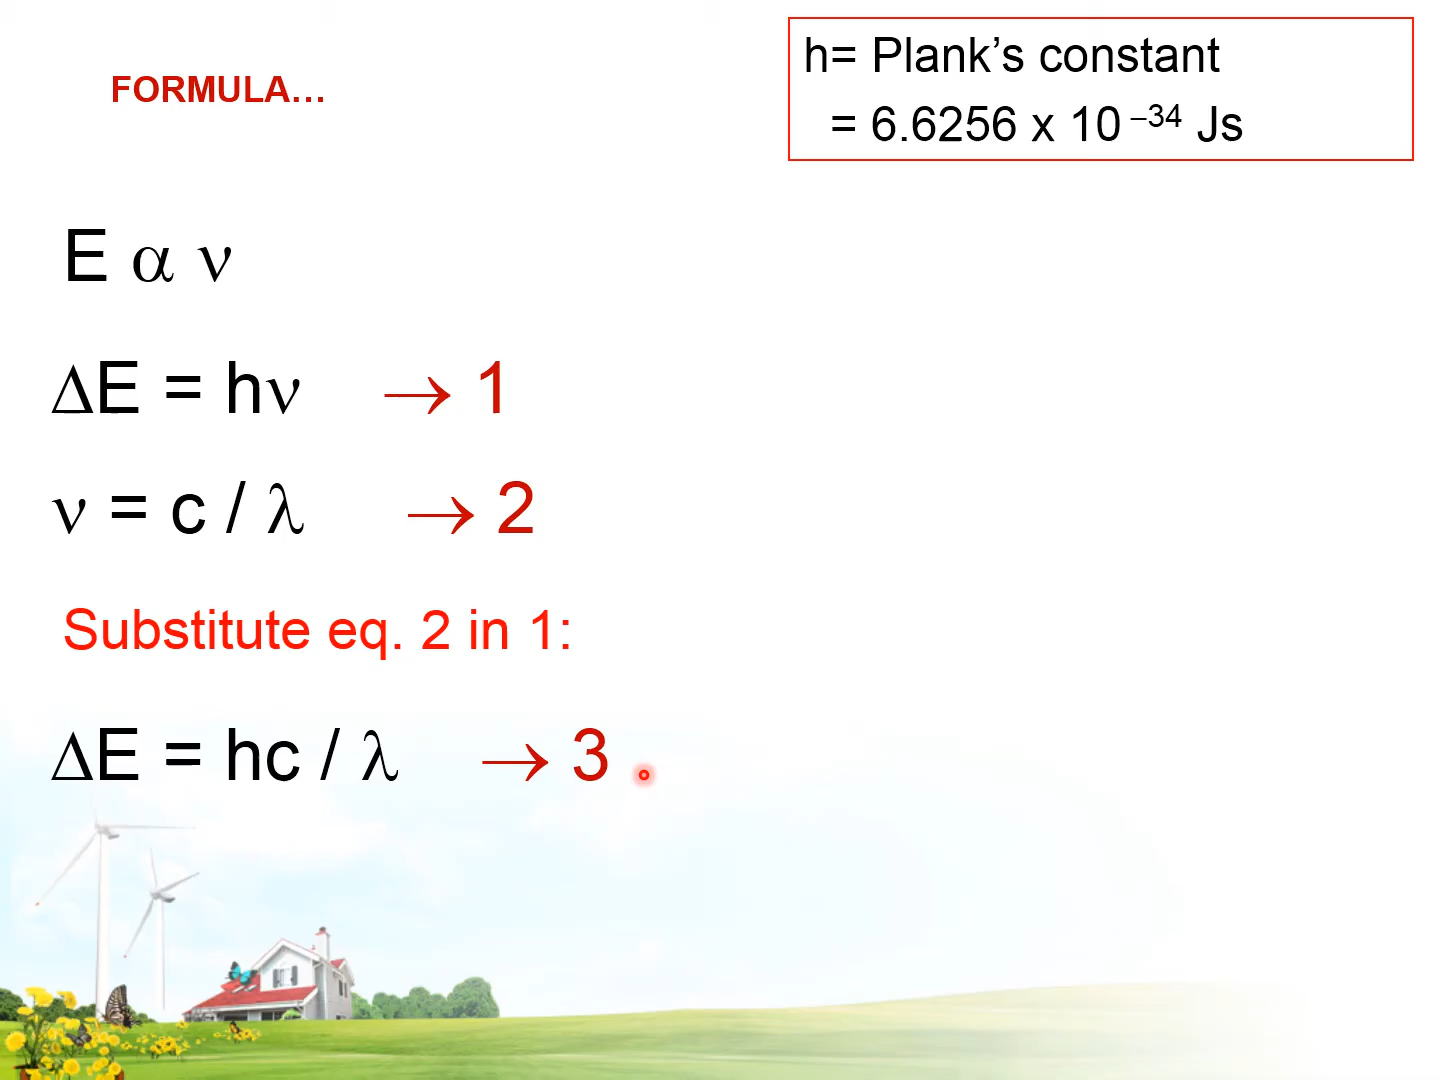 FORMULA…
h= Plank’s constant
= 6.6256 x 10 –34 Js
E α ν
ΔE = hν → 1
ν = c / λ → 2
Substitute eq. 2 in 1:
ΔE = hc / λ → 3